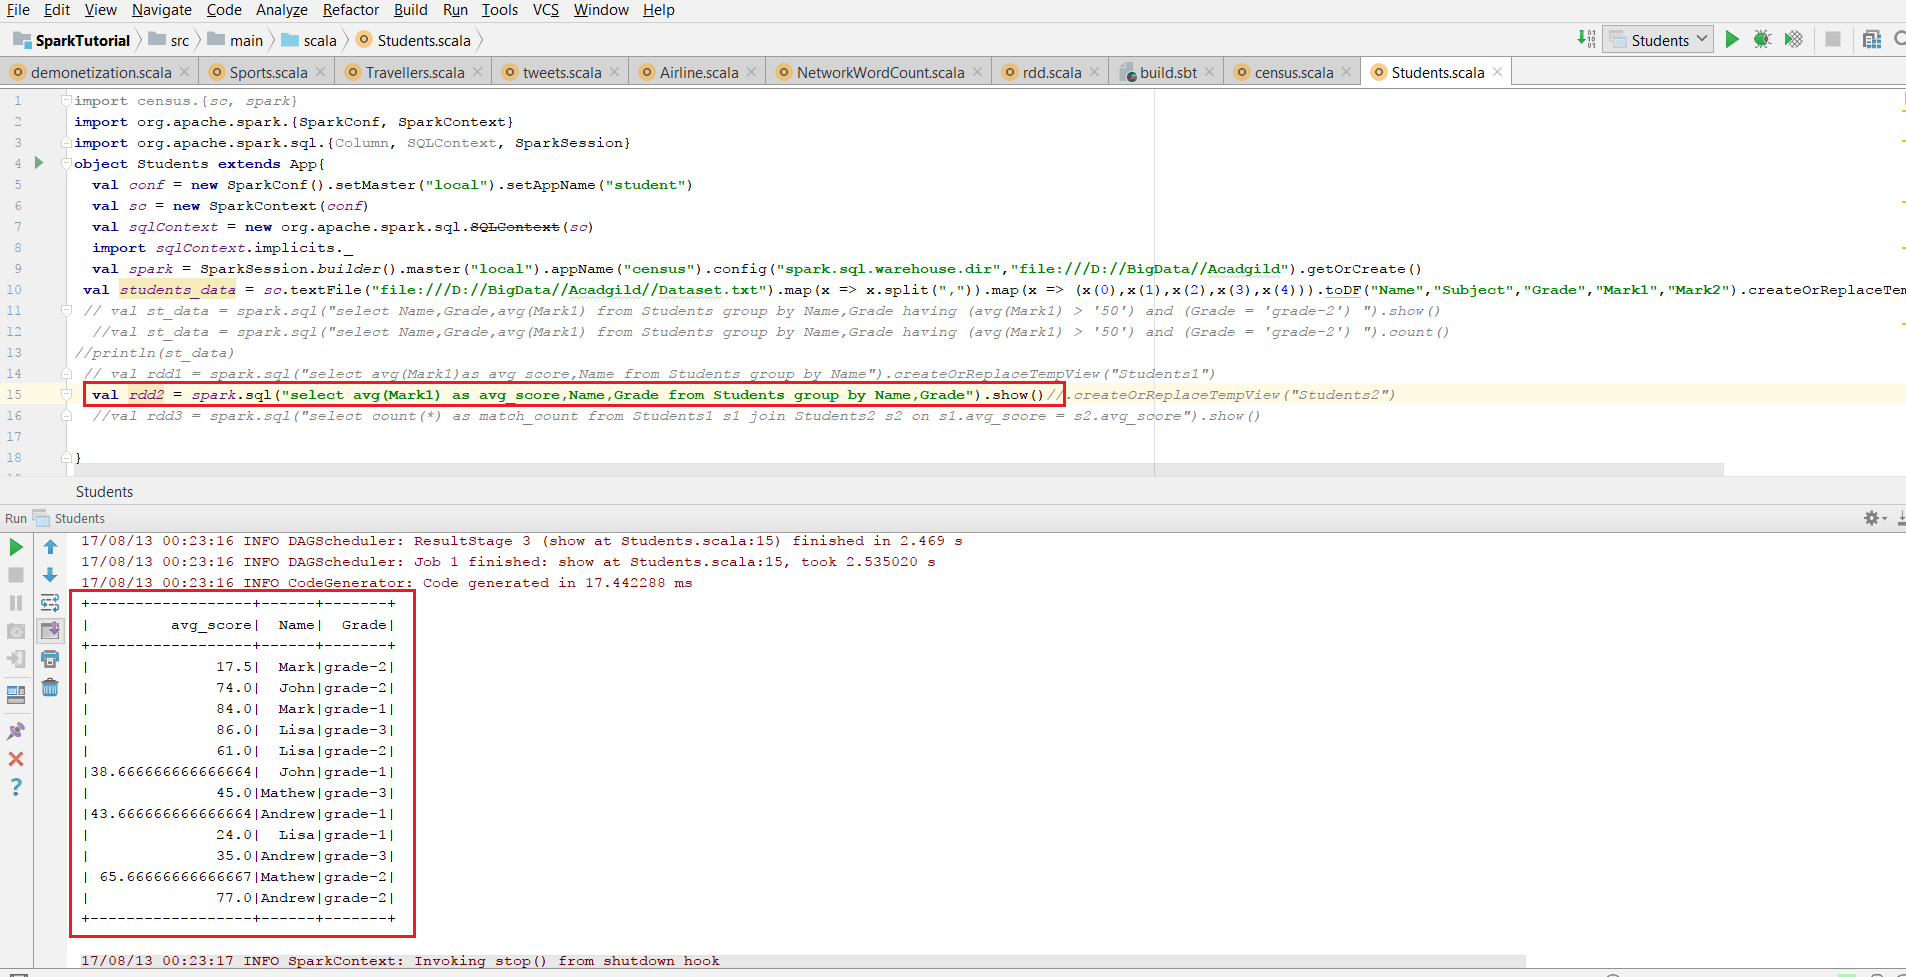 File Edit View Navigate Code Analyze Refactor Build Run Tools VCS Window Help
SparkTutorial src main scala Students.scala Students
demonetization.scala Sports.scala Travellers.scala tweets.scala Airline.scala NetworkWordCount.scala rdd.scala build.sbt census.scala Students.scala
1 import census.{sc, spark}
2 import org.apache.spark.{SparkConf, SparkContext}
3 import org.apache.spark.sql.{Column, SQLContext, SparkSession}
4 object Students extends App{
5 val conf = new SparkConf().setMaster("local").setAppName("student")
6 val sc = new SparkContext(conf)
7 val sqlContext = new org.apache.spark.sql.SQLContext(sc)
8 import sqlContext.implicits._
9 val spark = SparkSession.builder().master("local").appName("census").config("spark.sql.warehouse.dir","file:///D://BigData//Acadgild").getOrCreate()
10 val students_data = sc.textFile("file:///D://BigData//Acadgild//Dataset.txt").map(x => x.split(",")).map(x => (x(0),x(1),x(2),x(3),x(4))).toDF("Name","Subject","Grade","Mark1","Mark2").createOrReplaceTem
11 // val st_data = spark.sql("select Name,Grade,avg(Mark1) from Students group by Name,Grade having (avg(Mark1) > '50') and (Grade = 'grade-2') ").show()
12 //val st_data = spark.sql("select Name,Grade,avg(Mark1) from Students group by Name,Grade having (avg(Mark1) > '50') and (Grade = 'grade-2') ").count()
13 //println(st_data)
14 // val rdd1 = spark.sql("select avg(Mark1)as avg_score,Name from Students group by Name").createOrReplaceTempView("Students1")
15 val rdd2 = spark.sql("select avg(Mark1) as avg_score,Name,Grade from Students group by Name,Grade").show()//.createOrReplaceTempView("Students2")
16 //val rdd3 = spark.sql("select count(*) as match_count from Students1 s1 join Students2 s2 on s1.avg_score = s2.avg_score").show()
17
18 }
Students
Run Students
17/08/13 00:23:16 INFO DAGScheduler: ResultStage 3 (show at Students.scala:15) finished in 2.469 s
17/08/13 00:23:16 INFO DAGScheduler: Job 1 finished: show at Students.scala:15, took 2.535020 s
17/08/13 00:23:16 INFO CodeGenerator: Code generated in 17.442288 ms
+------------------+------+-------+
| avg_score| Name| Grade|
+------------------+------+-------+
| 17.5| Mark|grade-2|
| 74.0| John|grade-2|
| 84.0| Mark|grade-1|
| 86.0| Lisa|grade-3|
| 61.0| Lisa|grade-2|
|38.666666666666664| John|grade-1|
| 45.0|Mathew|grade-3|
|43.666666666666664|Andrew|grade-1|
| 24.0| Lisa|grade-1|
| 35.0|Andrew|grade-3|
| 65.66666666666667|Mathew|grade-2|
| 77.0|Andrew|grade-2|
+------------------+------+-------+
17/08/13 00:23:17 INFO SparkContext: Invoking stop() from shutdown hook